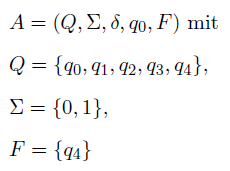 A = (Q, Σ, δ, q0, F) mit
Q = {q0, q1, q2, q3, q4},
Σ = {0, 1},
F = {q4}